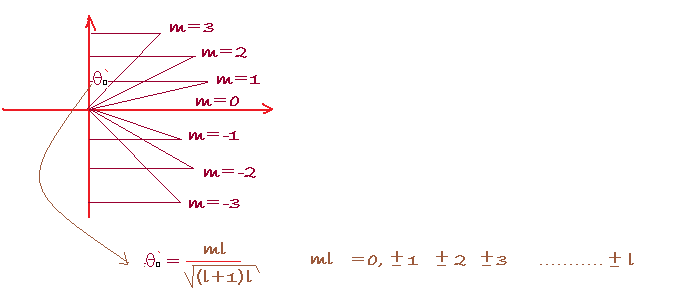 m=3
m=2
θ₀
m=1
m=0
m=-1
m=-2
m=-3
θ₀ = ml / √(l+1)l
ml =0, ±1 ±2 ±3 ........... ±l